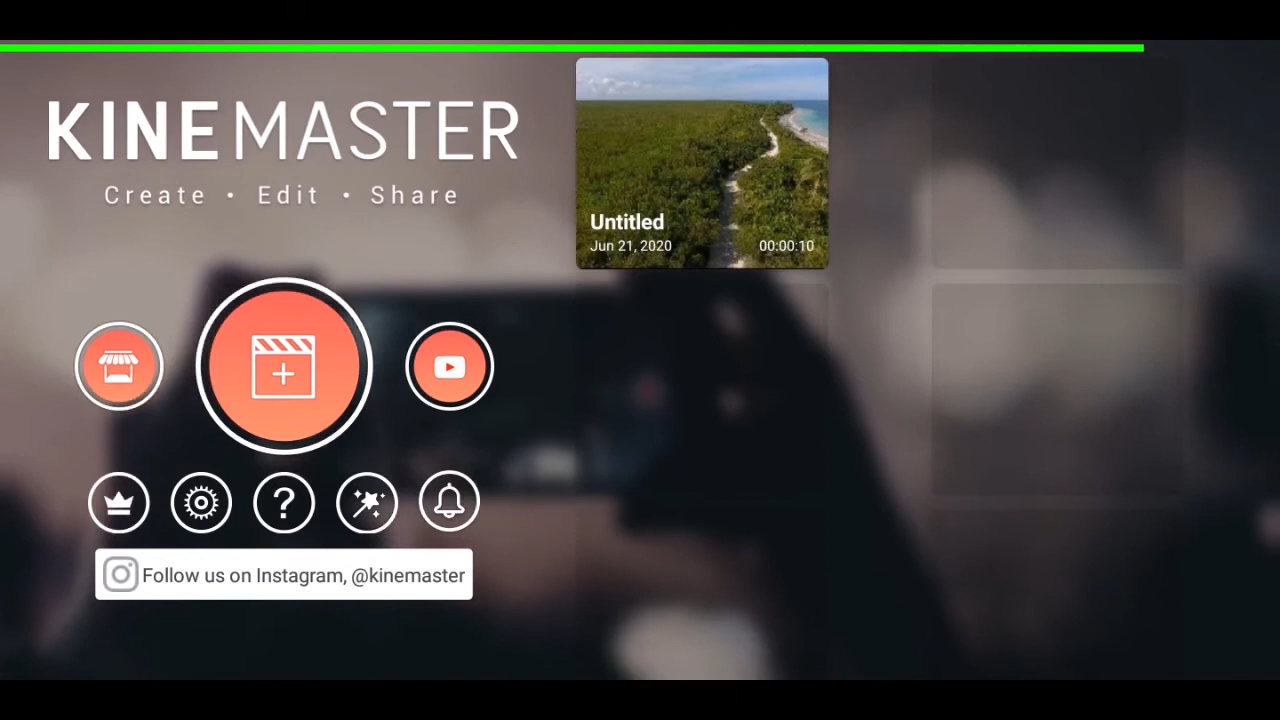 KINEMASTER
Create • Edit • Share
Untitled
Jun 21, 2020 00:00:10
?
Follow us on Instagram, @kinemaster